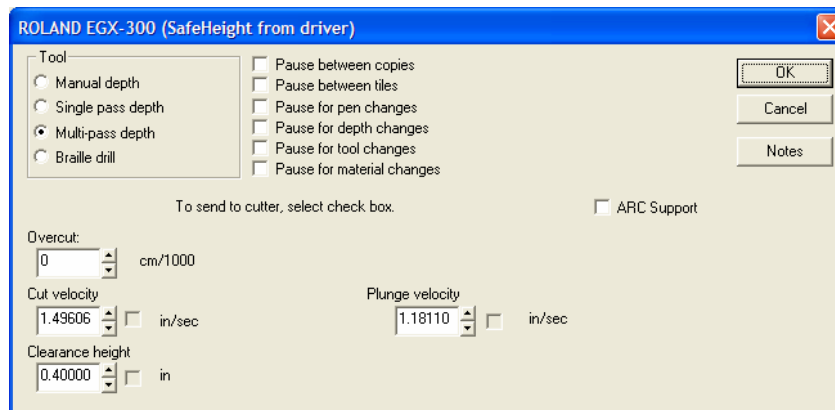 ROLAND EGX-300 (SafeHeight from driver)
Tool
Manual depth
Single pass depth
Multi-pass depth
Braille drill
Pause between copies
Pause between tiles
Pause for pen changes
Pause for depth changes
Pause for tool changes
Pause for material changes
OK
Cancel
Notes
To send to cutter, select check box.
ARC Support
Overcut:
0 cm/1000
Cut velocity
1.49606 in/sec
Plunge velocity
1.18110 in/sec
Clearance height
0.40000 in